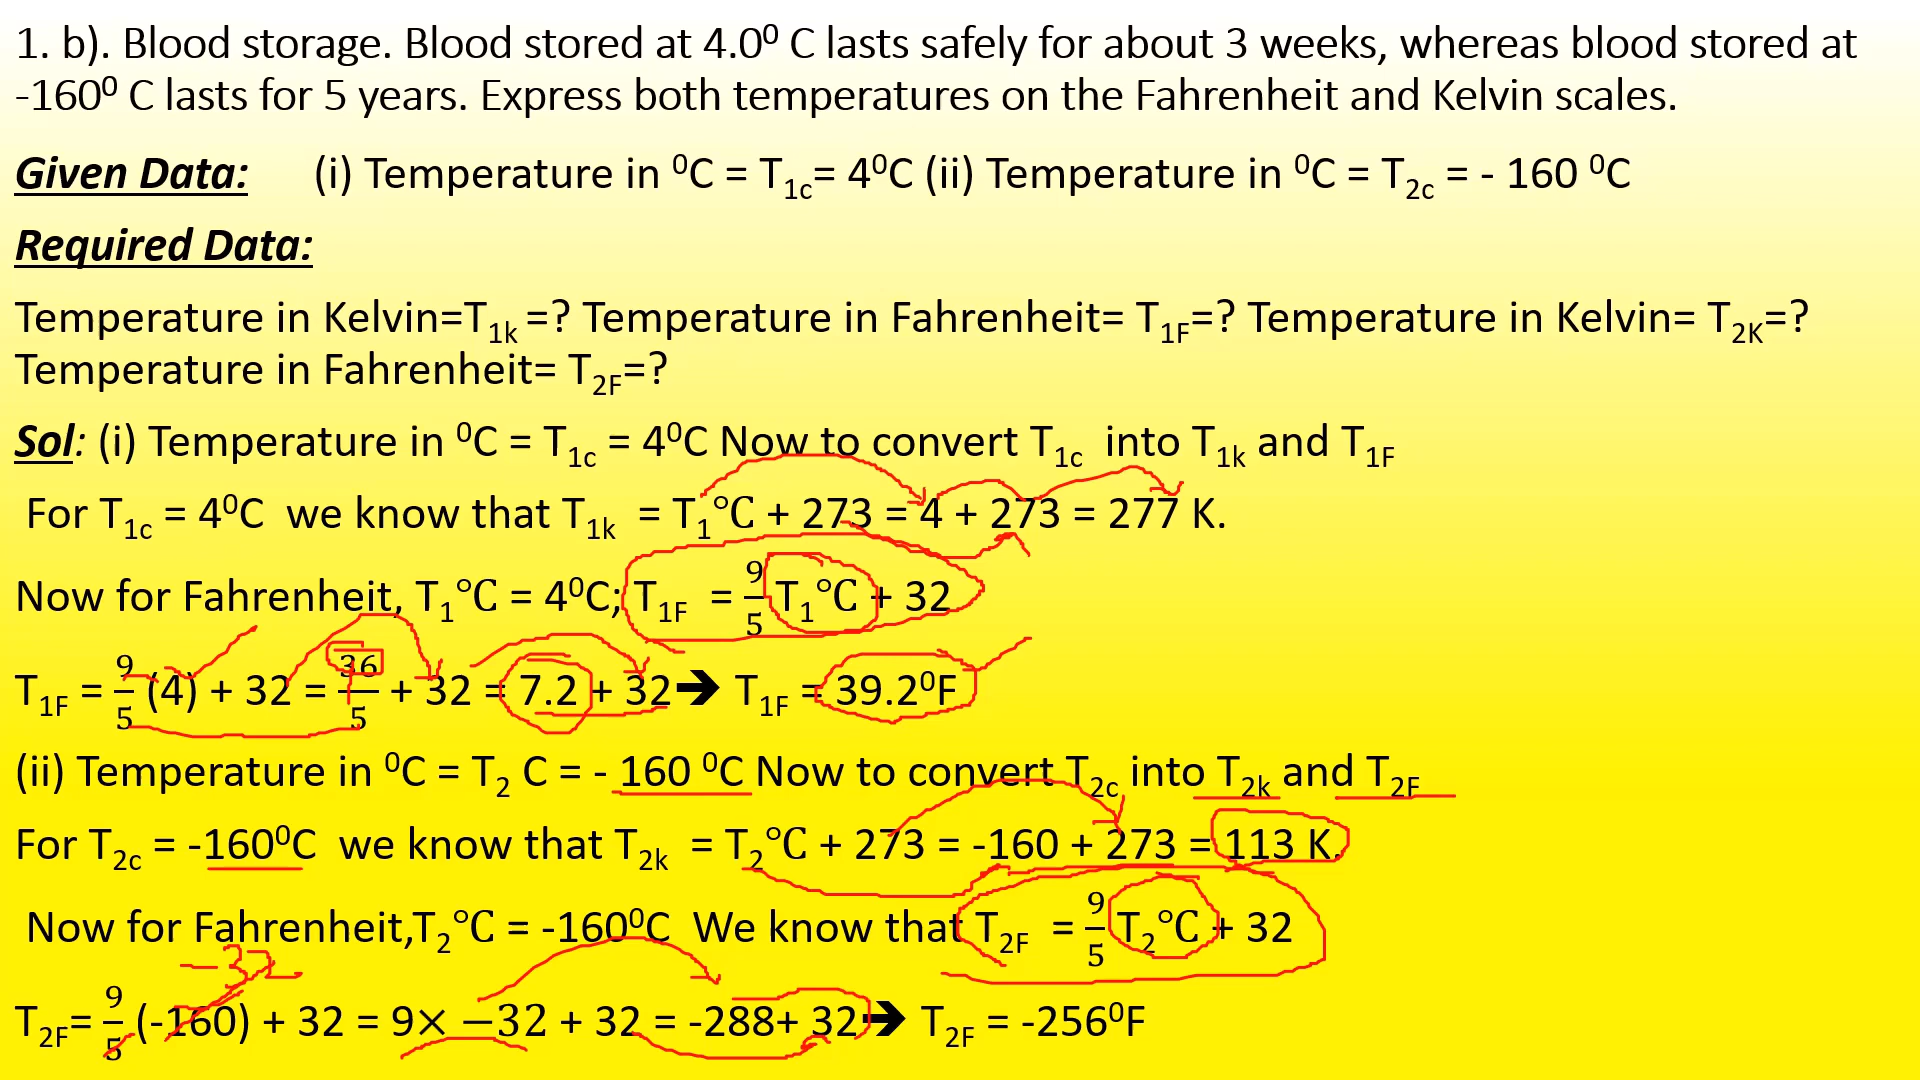 1. b). Blood storage. Blood stored at 4.0⁰ C lasts safely for about 3 weeks, whereas blood stored at
-160⁰ C lasts for 5 years. Express both temperatures on the Fahrenheit and Kelvin scales.
Given Data: (i) Temperature in ⁰C = T1c= 4⁰C (ii) Temperature in ⁰C = T2c = - 160 ⁰C
Required Data:
Temperature in Kelvin=T1k =? Temperature in Fahrenheit= T1F=? Temperature in Kelvin= T2K=?
Temperature in Fahrenheit= T2F=?
Sol: (i) Temperature in ⁰C = T1c = 4⁰C Now to convert T1c into T1k and T1F
For T1c = 4⁰C we know that T1k = T1°C + 273 = 4 + 273 = 277 K.
Now for Fahrenheit, T1°C = 4⁰C; T1F = 9/5 T1°C + 32
T1F = 9/5 (4) + 32 = 36/5 + 32 = 7.2 + 32➔ T1F = 39.2⁰F
(ii) Temperature in ⁰C = T2 C = - 160 ⁰C Now to convert T2c into T2k and T2F
For T2c = -160⁰C we know that T2k = T2°C + 273 = -160 + 273 = 113 K.
Now for Fahrenheit,T2°C = -160⁰C We know that T2F = 9/5 T2°C + 32
-32
T2F= 9/5 (-160) + 32 = 9× −32 + 32 = -288+ 32➔ T2F = -256⁰F